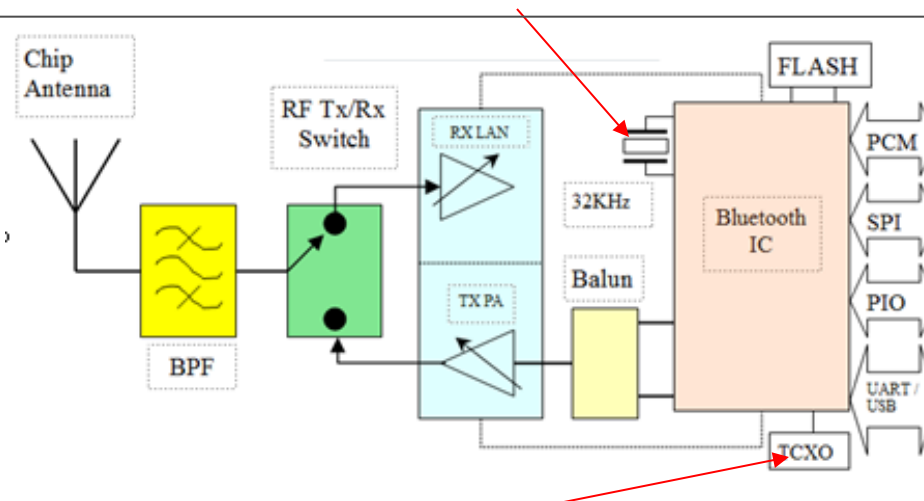 Chip
Antenna
RF Tx/Rx
Switch
RX LAN
FLASH
PCM
32KHz
Bluetooth
IC
SPI
Balun
TX PA
PIO
BPF
UART /
USB
TCXO